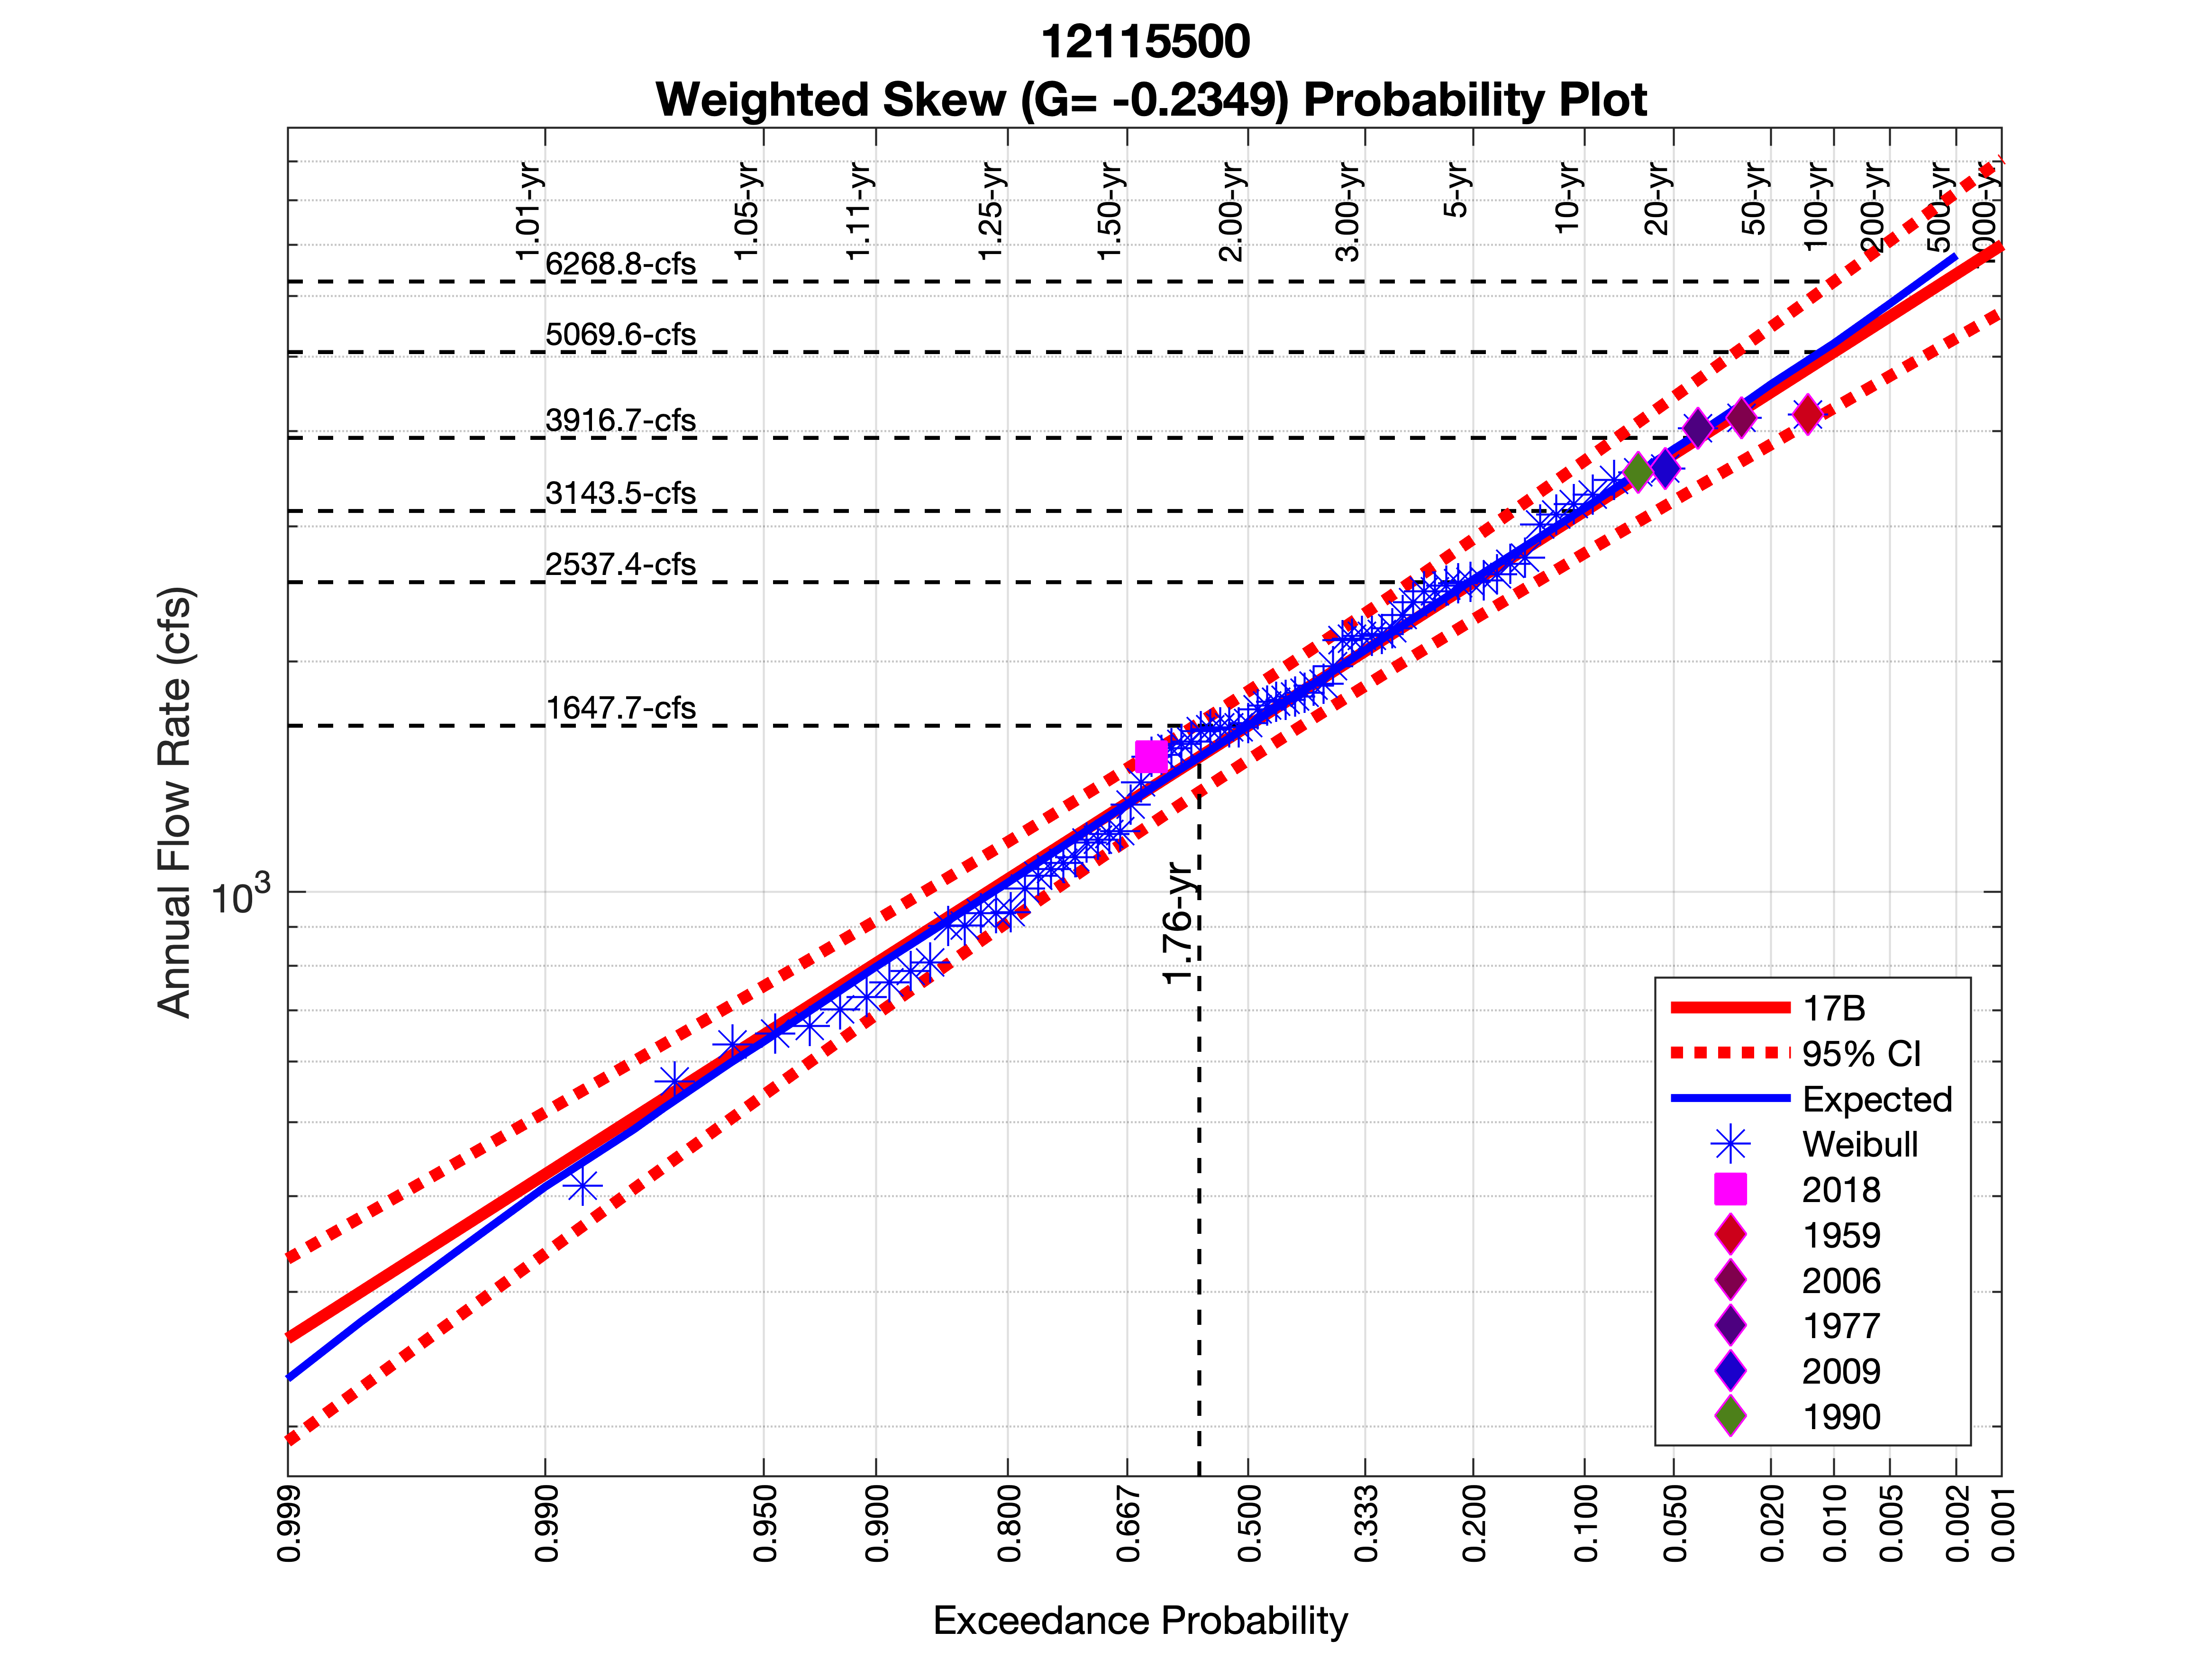 12115500
Weighted Skew (G= -0.2349) Probability Plot
1.01-yr
1.05-yr
1.11-yr
1.25-yr
1.50-yr
2.00-yr
3.00-yr
5-yr
10-yr
20-yr
50-yr
100-yr
200-yr
500-yr
6268.8-cfs
5069.6-cfs
3916.7-cfs
3143.5-cfs
2537.4-cfs
1647.7-cfs
Annual Flow Rate (cfs)
10³
1.76-yr
17B
95% CI
Expected
Weibull
2018
1959
2006
1977
2009
1990
0.999
0.990
0.950
0.900
0.800
0.667
0.500
0.333
0.200
0.100
0.050
0.020
0.010
0.005
0.002
0.001
Exceedance Probability